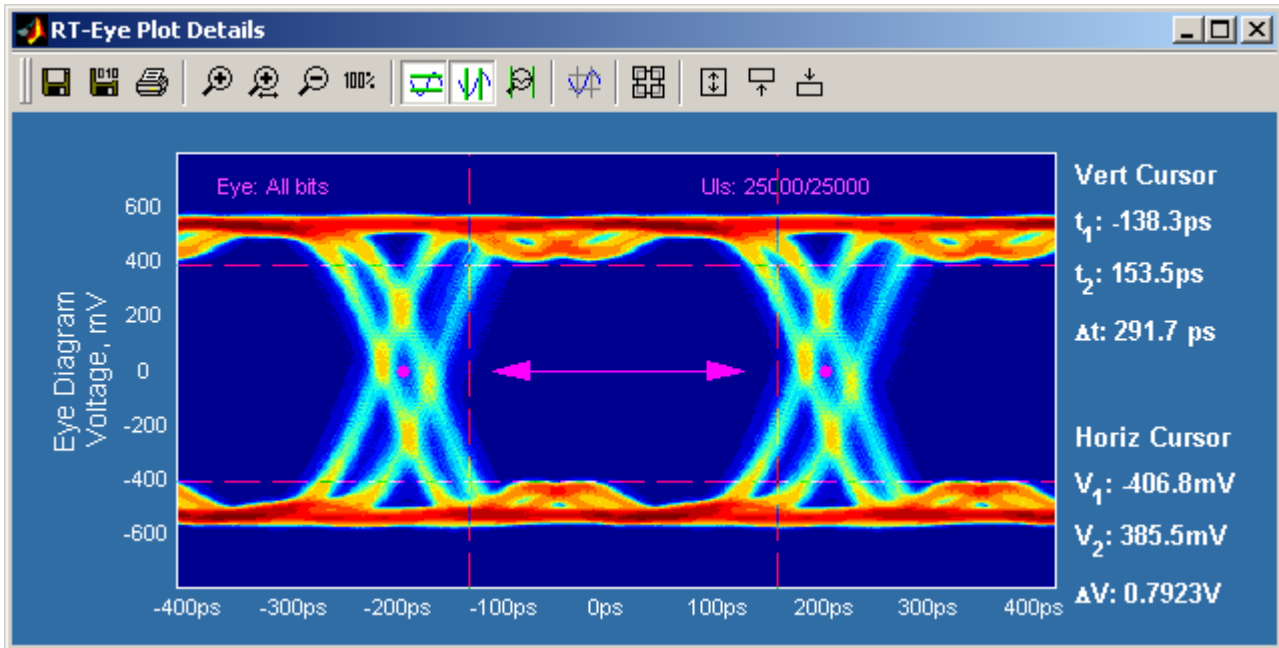 RT-Eye Plot Details
010
100%
Eye: All bits
UIs: 25000/25000
600
400
200
0
-200
-400
-600
Eye Diagram
Voltage, mV
-400ps -300ps -200ps -100ps 0ps 100ps 200ps 300ps 400ps
Vert Cursor
t1: -138.3ps
t2: 153.5ps
Δt: 291.7 ps
Horiz Cursor
V1: -406.8mV
V2: 385.5mV
ΔV: 0.7923V